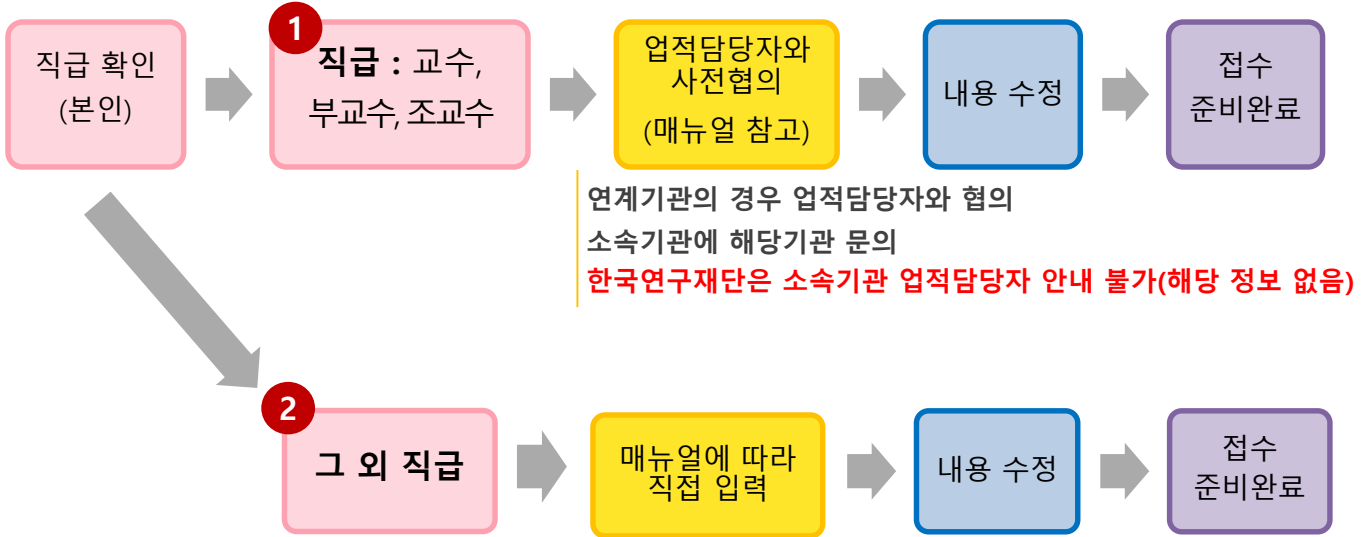 직급 확인
(본인)
1
직급 : 교수,
부교수, 조교수
업적담당자와
사전협의
(매뉴얼 참고)
내용 수정
접수
준비완료
연계기관의 경우 업적담당자와 협의
소속기관에 해당기관 문의
한국연구재단은 소속기관 업적담당자 안내 불가(해당 정보 없음)
2
그 외 직급
매뉴얼에 따라
직접 입력
내용 수정
접수
준비완료